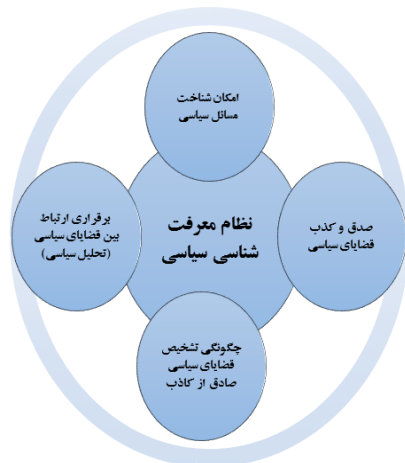 امکان شناخت
مسائل سیاسی
صدق و کذب
قضایای سیاسی
نظام معرفت
شناسی سیاسی
برقراری ارتباط
بین قضایای سیاسی
(تحلیل سیاسی)
چگونگی تشخیص
قضایای سیاسی
صادق از کاذب